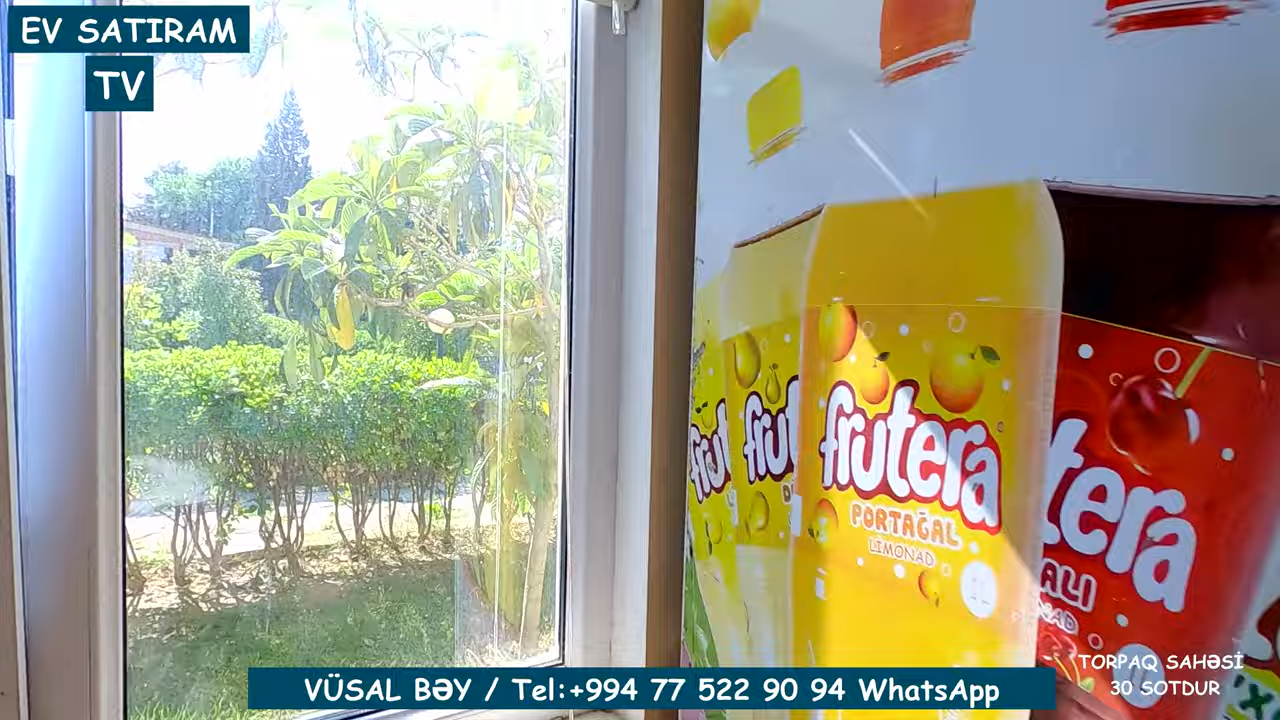 EV SATIRAM
TV
frutera
PORTAĞAL
LIMONAD
VÜSAL BƏY / Tel:+994 77 522 90 94 WhatsApp
TORPAQ SAHƏSİ
30 SOTDUR